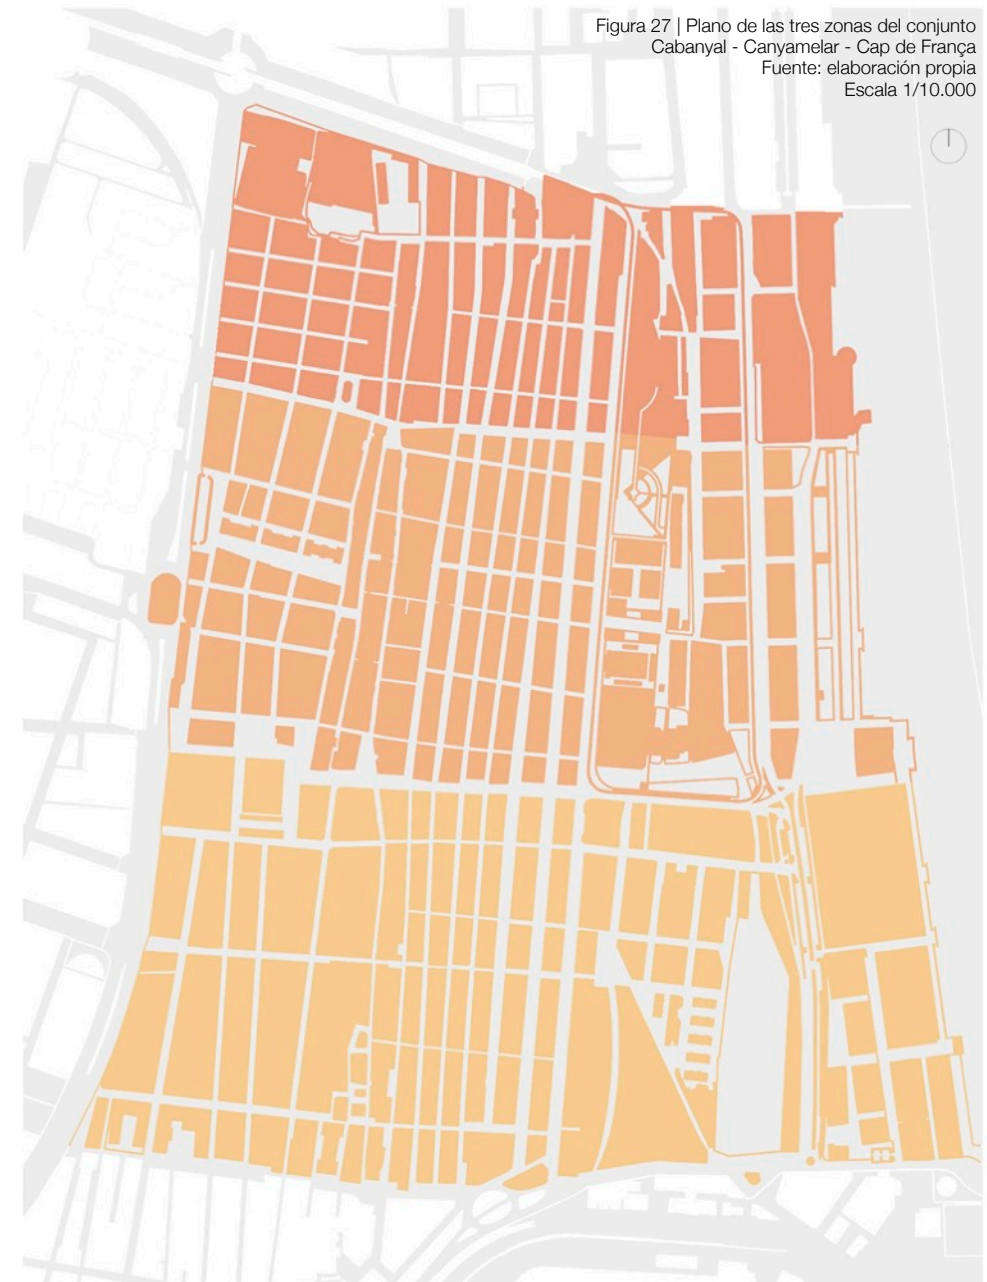 Figura 27 | Plano de las tres zonas del conjunto
Cabanyal - Canyamelar - Cap de França
Fuente: elaboración propia
Escala 1/10.000